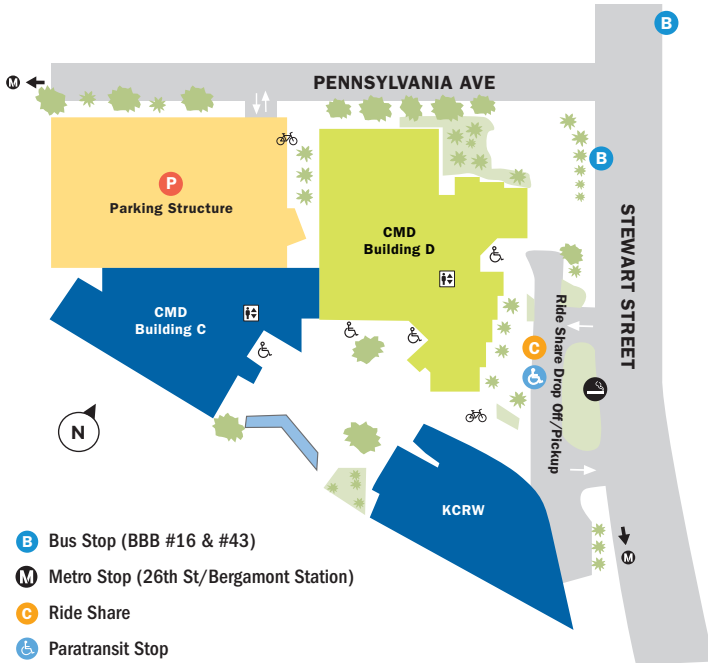 B
M
PENNSYLVANIA AVE
B
P
Parking Structure
STEWART STREET
CMD
Building D
CMD
Building C
Ride Share Drop Off/Pickup
C
N
KCRW
B Bus Stop (BBB #16 & #43)
M
M Metro Stop (26th St/Bergamont Station)
C Ride Share
Paratransit Stop